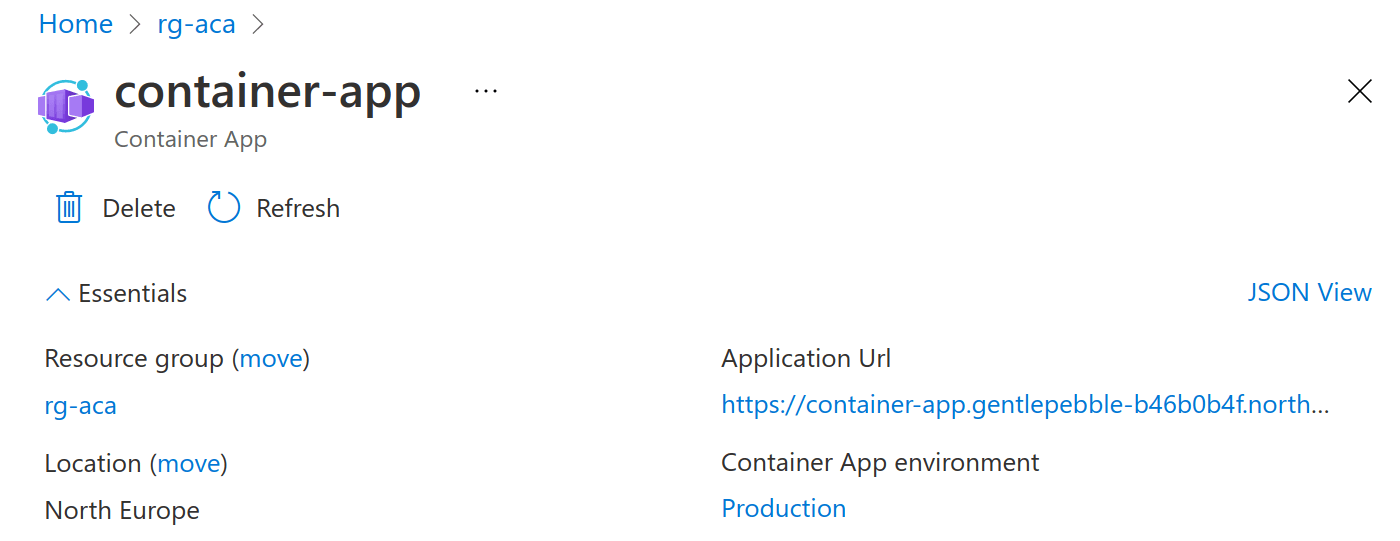 Home > rg-aca >
container-app ...
Container App
Delete Refresh
Essentials JSON View
Resource group (move)
rg-aca
Location (move)
North Europe
Application Url
https://container-app.gentlepebble-b46b0b4f.north...
Container App environment
Production